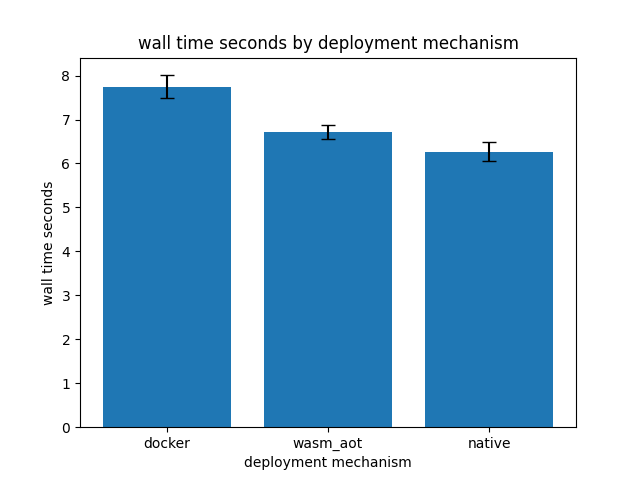 wall time seconds by deployment mechanism
wall time seconds
8
7
6
5
4
3
2
1
0
docker wasm_aot native
deployment mechanism